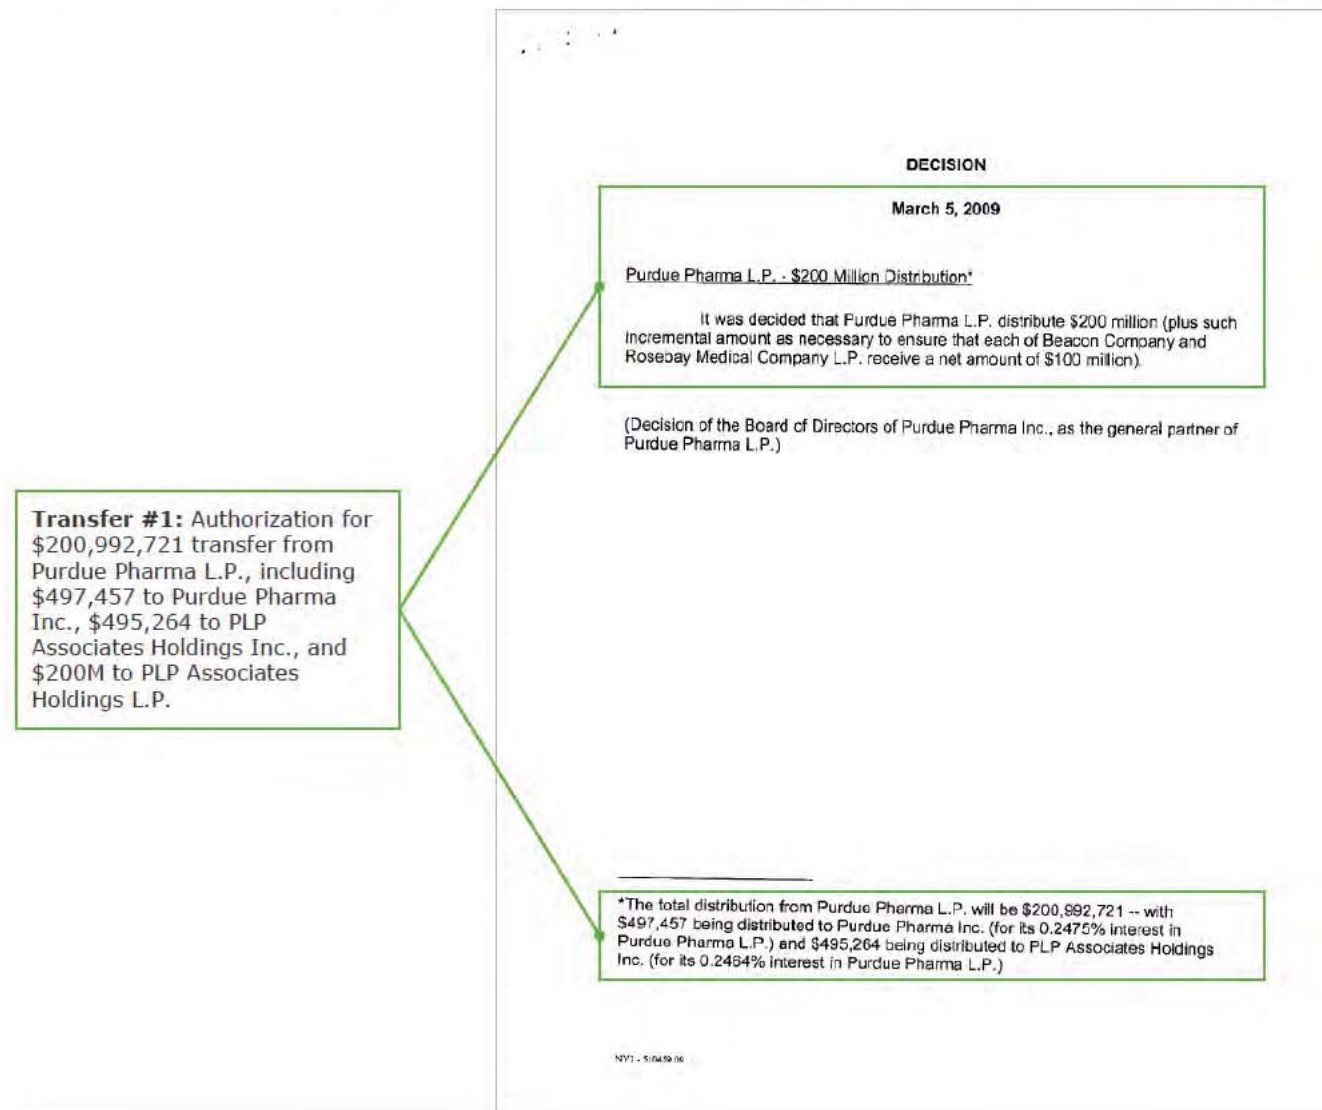 DECISION
March 5, 2009
Purdue Pharma L.P. - $200 Million Distribution*
It was decided that Purdue Pharma L.P. distribute $200 million (plus such
incremental amount as necessary to ensure that each of Beacon Company and
Rosebay Medical Company L.P. receive a net amount of $100 million).
(Decision of the Board of Directors of Purdue Pharma Inc., as the general partner of
Purdue Pharma L.P.)
Transfer #1: Authorization for
$200,992,721 transfer from
Purdue Pharma L.P., including
$497,457 to Purdue Pharma
Inc., $495,264 to PLP
Associates Holdings Inc., and
$200M to PLP Associates
Holdings L.P.
*The total distribution from Purdue Pharma L.P. will be $200,992,721 -- with
$497,457 being distributed to Purdue Pharma Inc. (for its 0.2475% interest in
Purdue Pharma L.P.) and $495,264 being distributed to PLP Associates Holdings
Inc. (for its 0.2464% interest in Purdue Pharma L.P.)